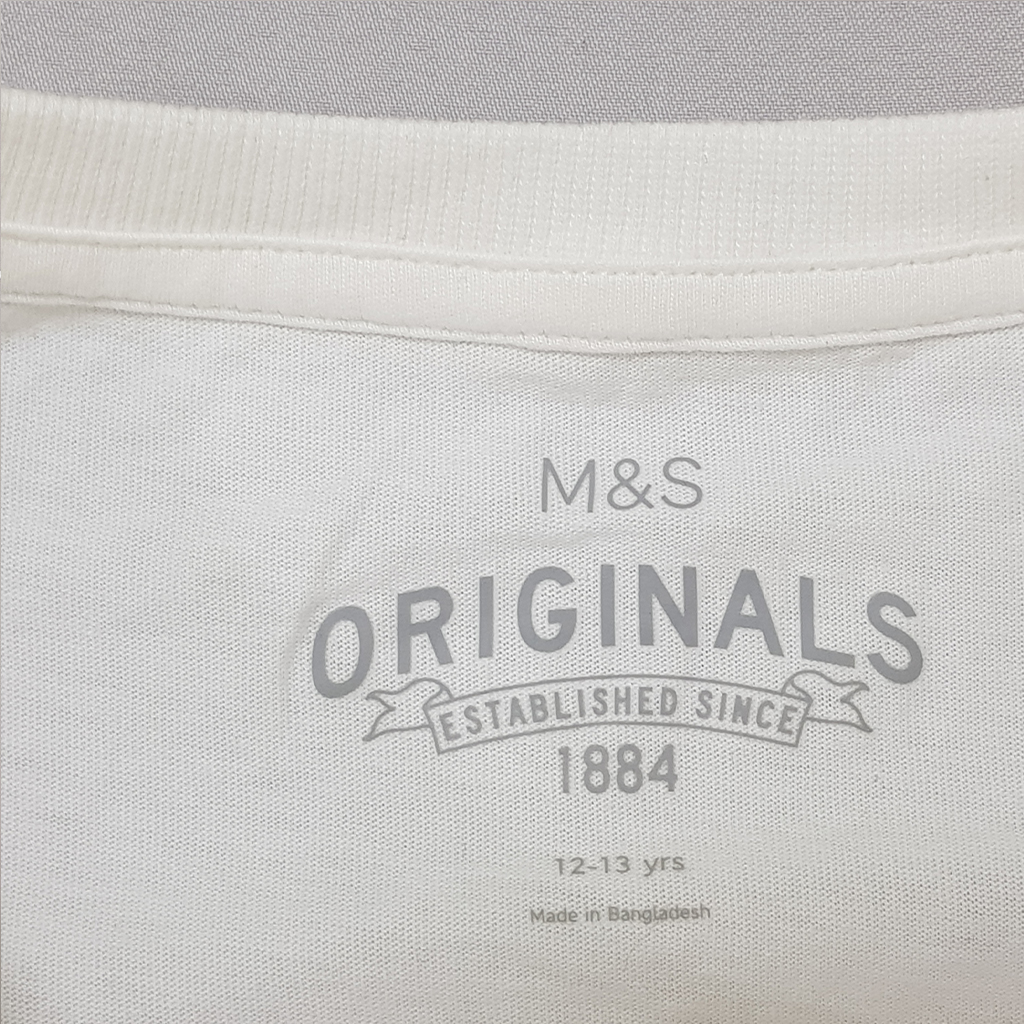 M&S
ORIGINALS
ESTABLISHED SINCE
1884
12-13 yrs
Made in Bangladesh